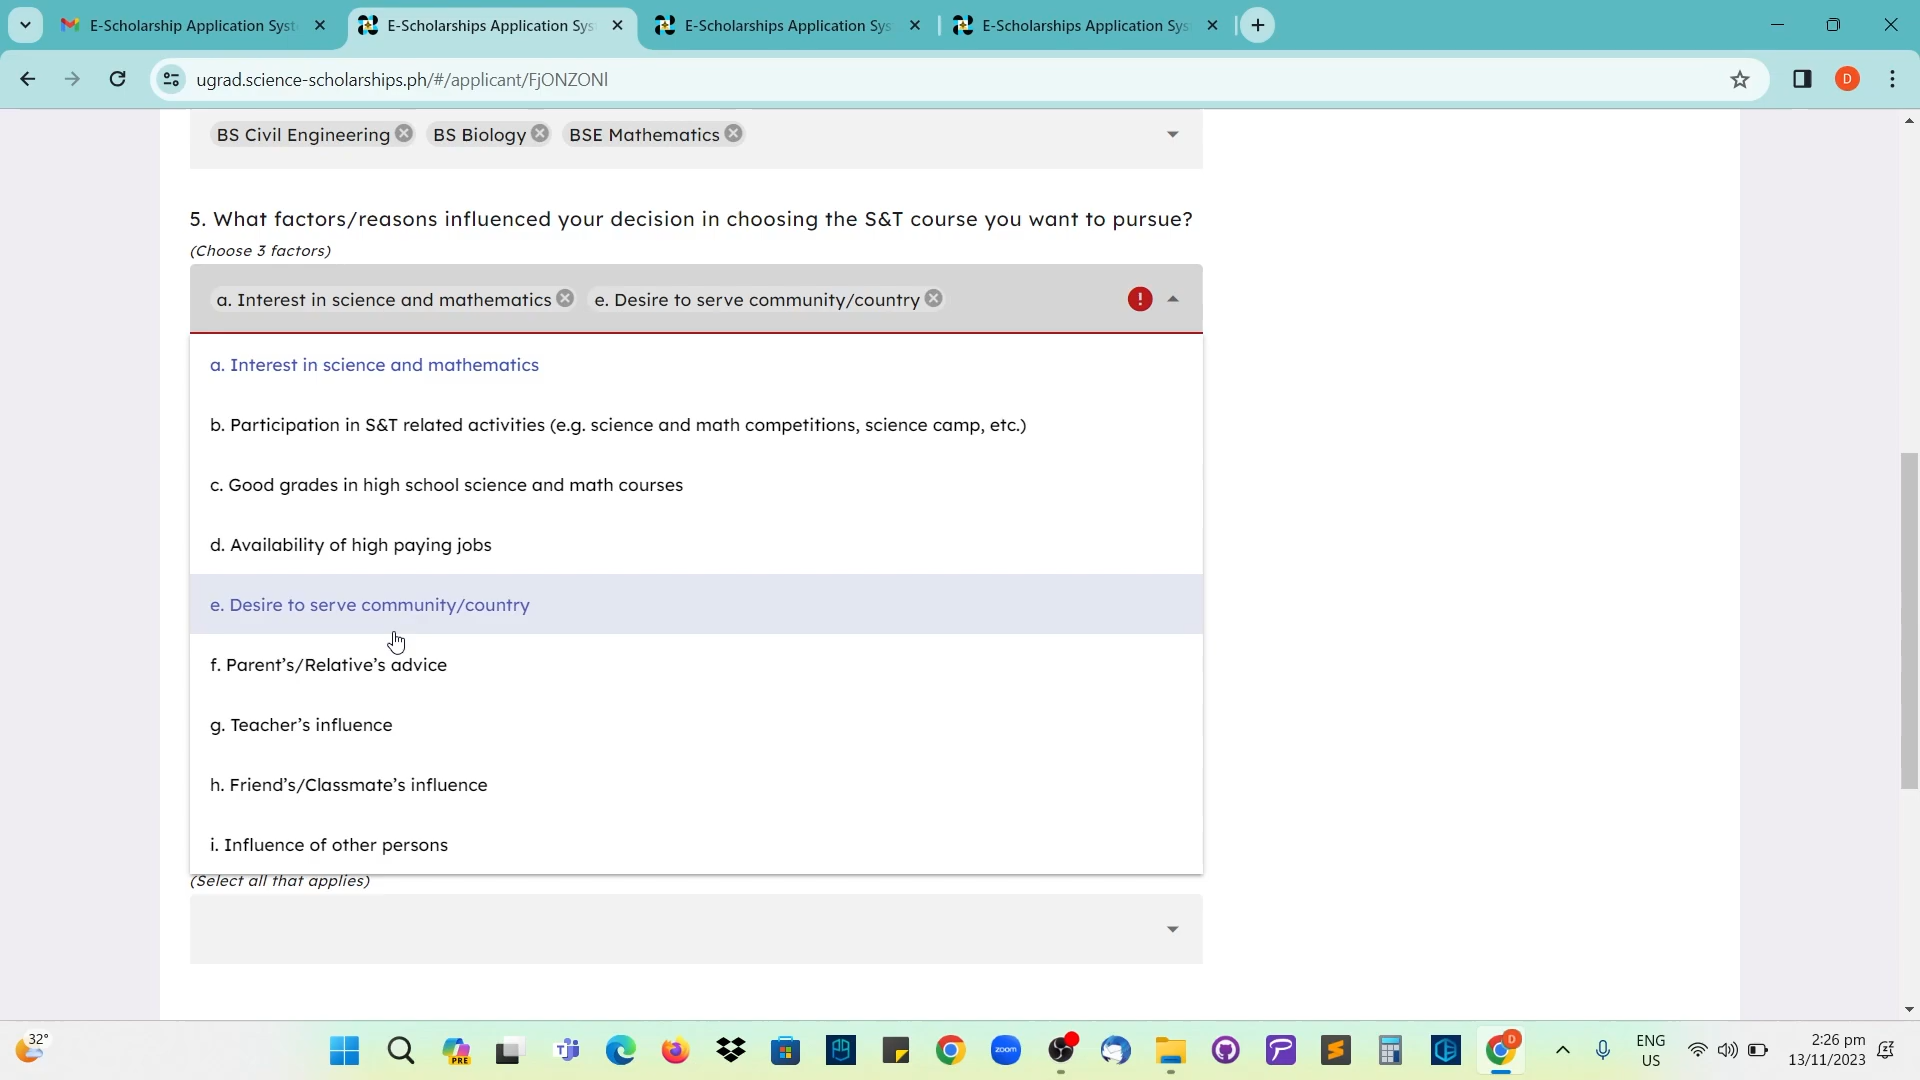 E-Scholarship Application Syst
E-Scholarships Application Sys
E-Scholarships Application Sys
E-Scholarships Application Sys
ugrad.science-scholarships.ph/#/applicant/FjONZONl
D
BS Civil Engineering
BS Biology
BSE Mathematics
5. What factors/reasons influenced your decision in choosing the S&T course you want to pursue?
(Choose 3 factors)
a. Interest in science and mathematics
e. Desire to serve community/country
a. Interest in science and mathematics
b. Participation in S&T related activities (e.g. science and math competitions, science camp, etc.)
c. Good grades in high school science and math courses
d. Availability of high paying jobs
e. Desire to serve community/country
f. Parent’s/Relative’s advice
g. Teacher’s influence
h. Friend’s/Classmate’s influence
i. Influence of other persons
(Select all that applies)
32°
PRE
zoom
D
ENG
US
2:26 pm
13/11/2023